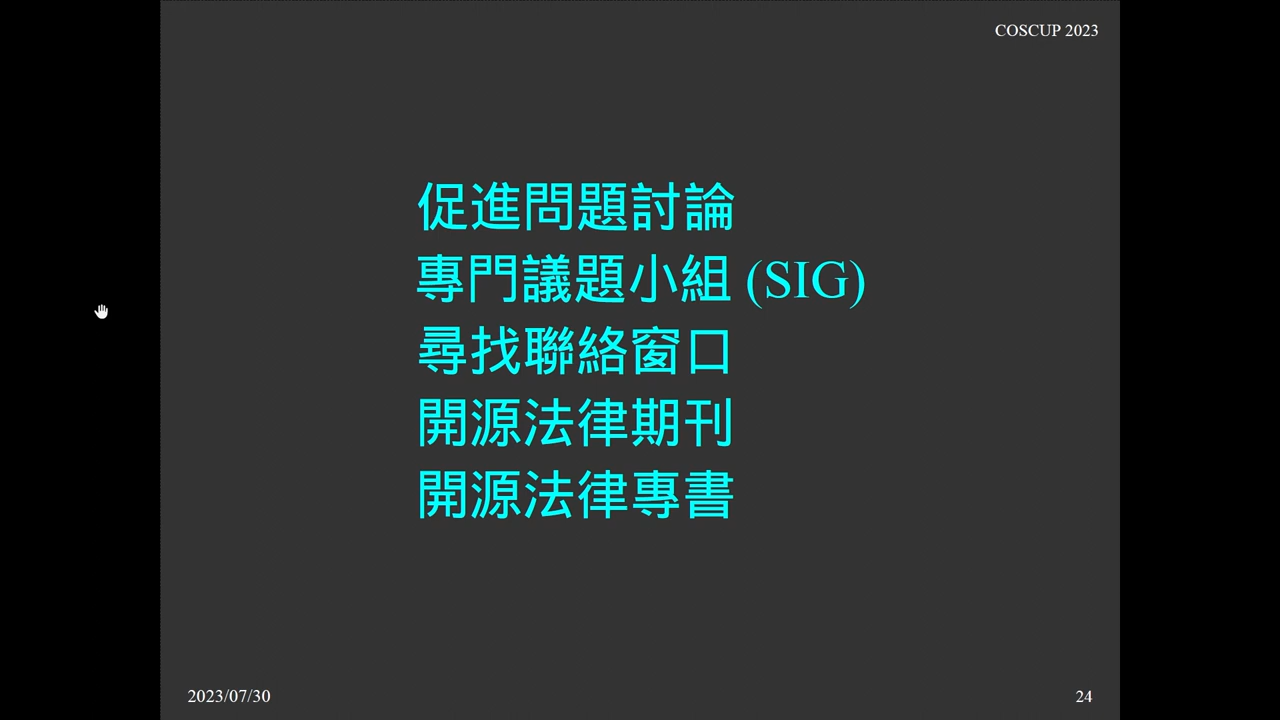 COSCUP 2023
促進問題討論
專門議題小組 (SIG)
尋找聯絡窗口
開源法律期刊
開源法律專書
2023/07/30
24